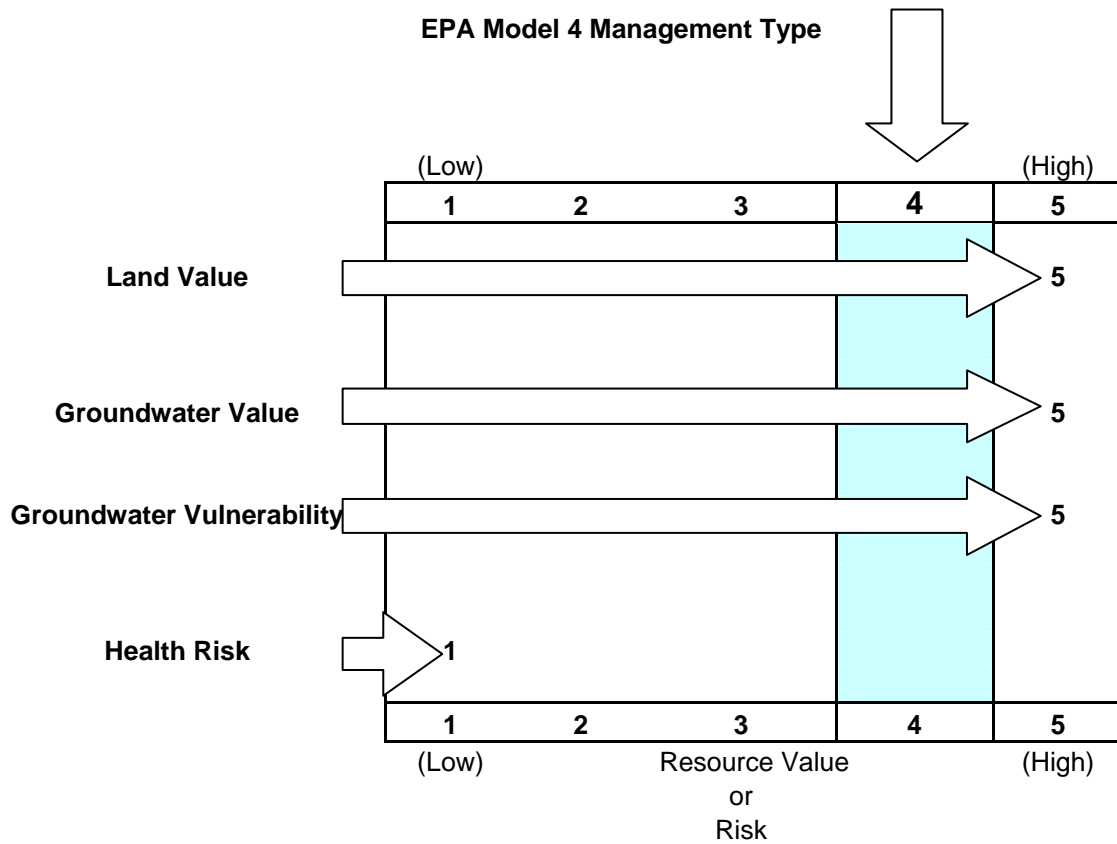 EPA Model 4 Management Type
(Low) (High)
1 2 3 4 5
Land Value 5
Groundwater Value 5
Groundwater Vulnerability 5
Health Risk 1
1 2 3 4 5
(Low) Resource Value (High)
or
Risk